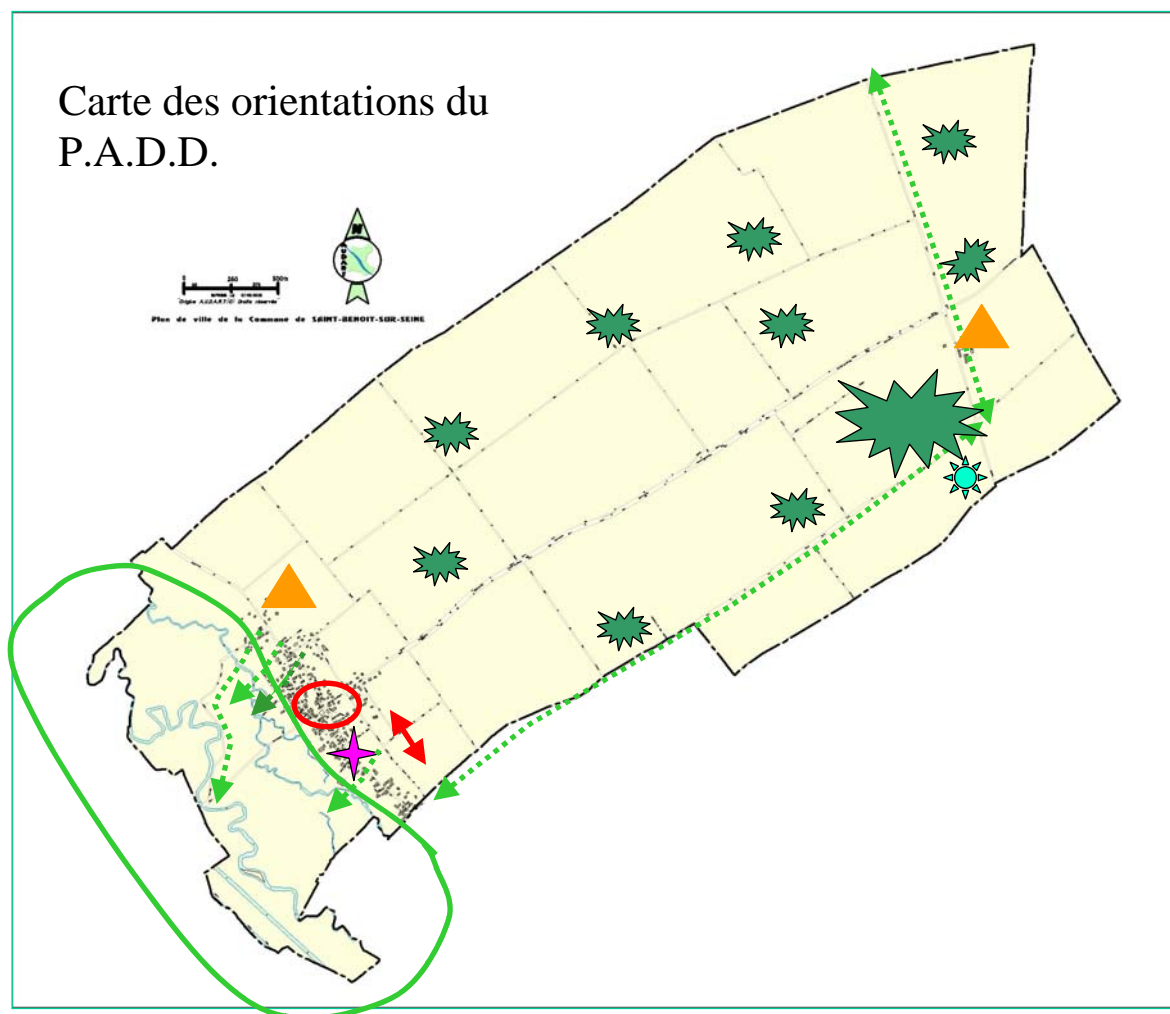 Carte des orientations du
P.A.D.D.
N
Plan de ville de la Commune de SAINT-BENOIT-SUR-SEINE